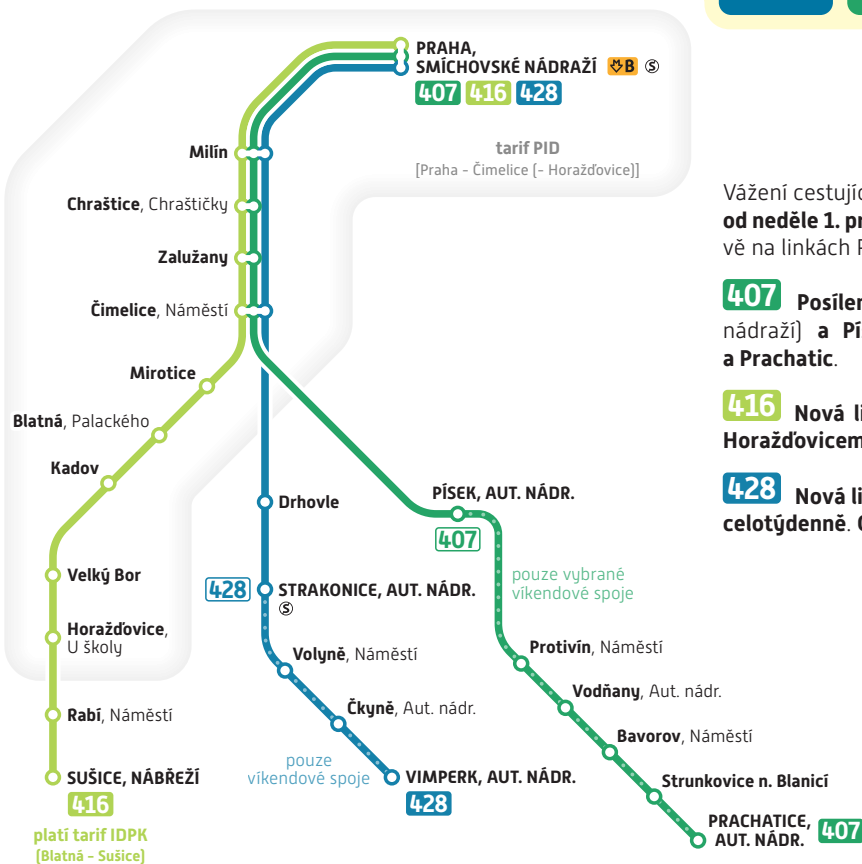 PRAHA,
SMÍCHOVSKÉ NÁDRAŽÍ B S
407 416 428
tarif PID
[Praha - Čimelice (- Horažďovice)]
Milín
Chraštice, Chraštičky
Zalužany
Čimelice, Náměstí
Mirotice
Blatná, Palackého
Kadov
Velký Bor
Horažďovice,
U školy
Rabí, Náměstí
SUŠICE, NÁBŘEŽÍ
416
platí tarif IDPK
(Blatná - Sušice)
Drhovle
428 STRAKONICE, AUT. NÁDR.
S
Volyně, Náměstí
Čkyně, Aut. nádr.
pouze
víkendové spoje
VIMPERK, AUT. NÁDR.
428
PÍSEK, AUT. NÁDR.
407
pouze vybrané
víkendové spoje
Protivín, Náměstí
Vodňany, Aut. nádr.
Bavorov, Náměstí
Strunkovice n. Blanicí
PRACHATICE,
AUT. NÁDR. 407
Vážení cestujíc
od neděle 1. pr
vě na linkách P
407 Posílen
nádraží) a Pí
a Prachatic.
416 Nová li
Horažďovicem
428 Nová li
celotýdenně. O